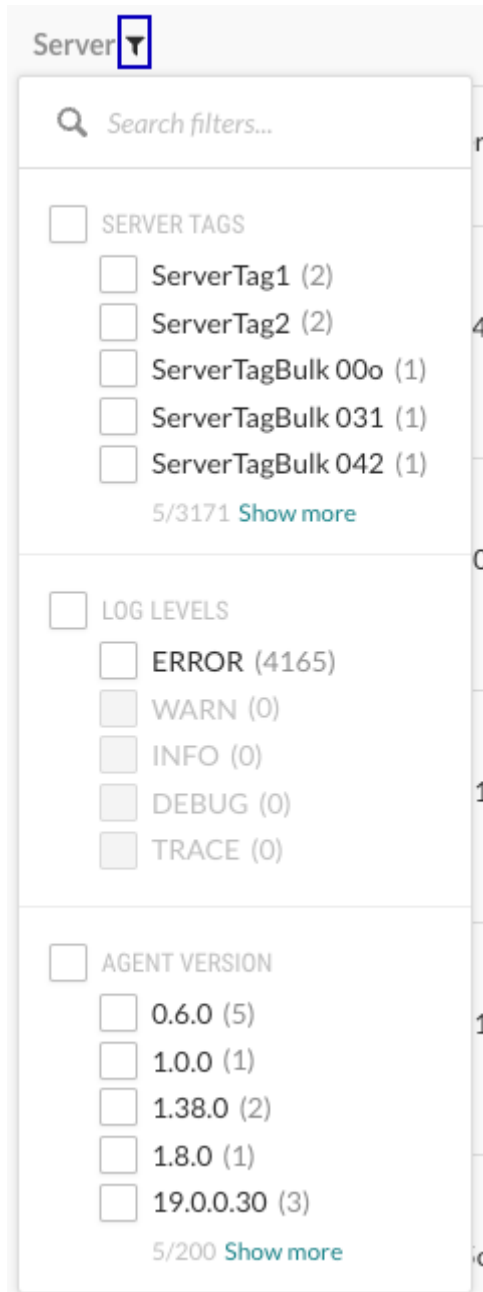 Server
Search filters...
SERVER TAGS
ServerTag1 (2)
ServerTag2 (2)
ServerTagBulk 00o (1)
ServerTagBulk 031 (1)
ServerTagBulk 042 (1)
5/3171 Show more
LOG LEVELS
ERROR (4165)
WARN (0)
INFO (0)
DEBUG (0)
TRACE (0)
AGENT VERSION
0.6.0 (5)
1.0.0 (1)
1.38.0 (2)
1.8.0 (1)
19.0.0.30 (3)
5/200 Show more